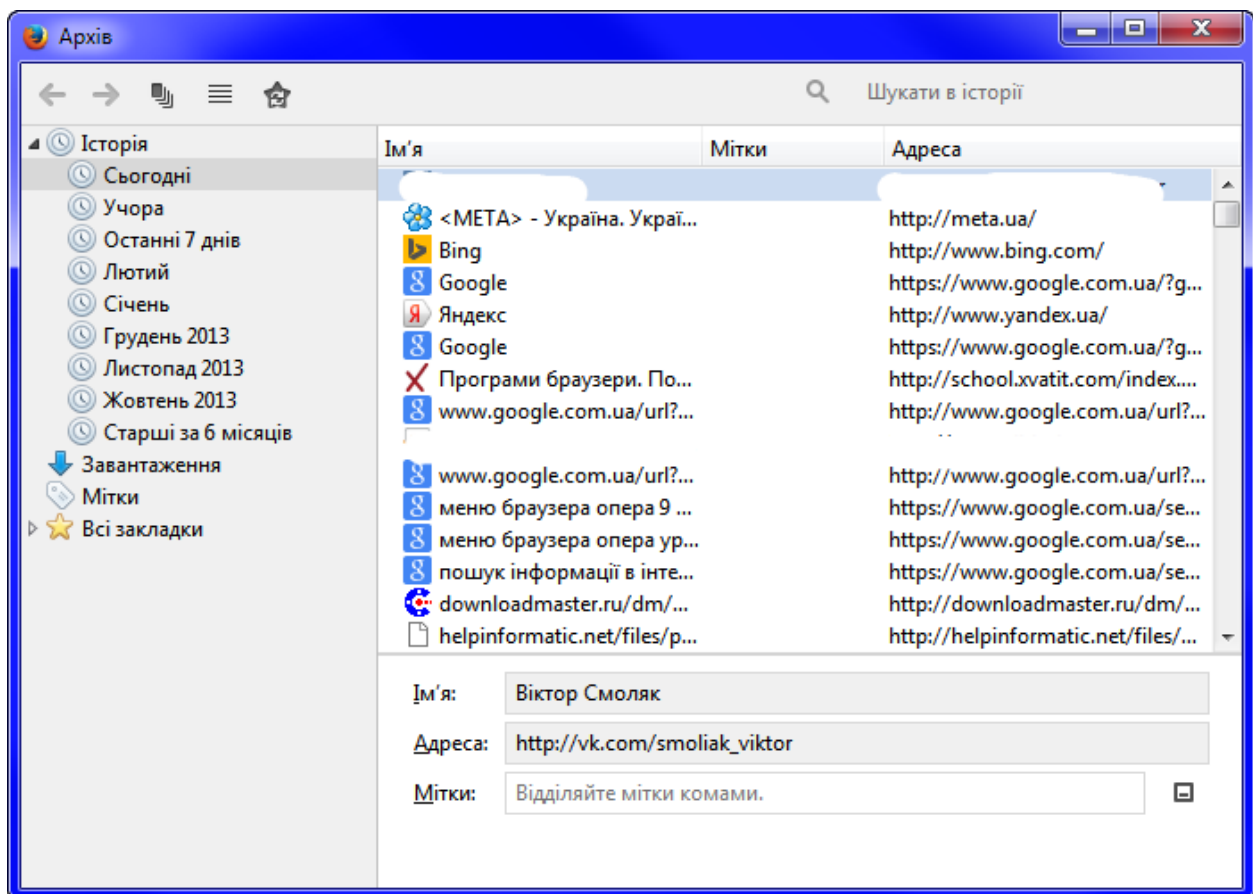 Архів
Шукати в історії
Історія
Сьогодні
Учора
Останні 7 днів
Лютий
Січень
Грудень 2013
Листопад 2013
Жовтень 2013
Старші за 6 місяців
Завантаження
Мітки
Всі закладки
Ім'я Мітки Адреса
<META> - Україна. Украї... http://meta.ua/
Bing http://www.bing.com/
Google https://www.google.com.ua/?g...
Яндекс http://www.yandex.ua/
Google https://www.google.com.ua/?g...
Програми браузери. По... http://school.xvatit.com/index....
www.google.com.ua/url?... http://www.google.com.ua/url?...
www.google.com.ua/url?... http://www.google.com.ua/url?...
меню браузера опера 9 ... https://www.google.com.ua/se...
меню браузера опера ур... https://www.google.com.ua/se...
пошук інформації в інте... https://www.google.com.ua/se...
downloadmaster.ru/dm/... http://downloadmaster.ru/dm/...
helpinformatic.net/files/p... http://helpinformatic.net/files/...
Ім'я: Віктор Смоляк
Адреса: http://vk.com/smoliak_viktor
Мітки: Відділяйте мітки комами.